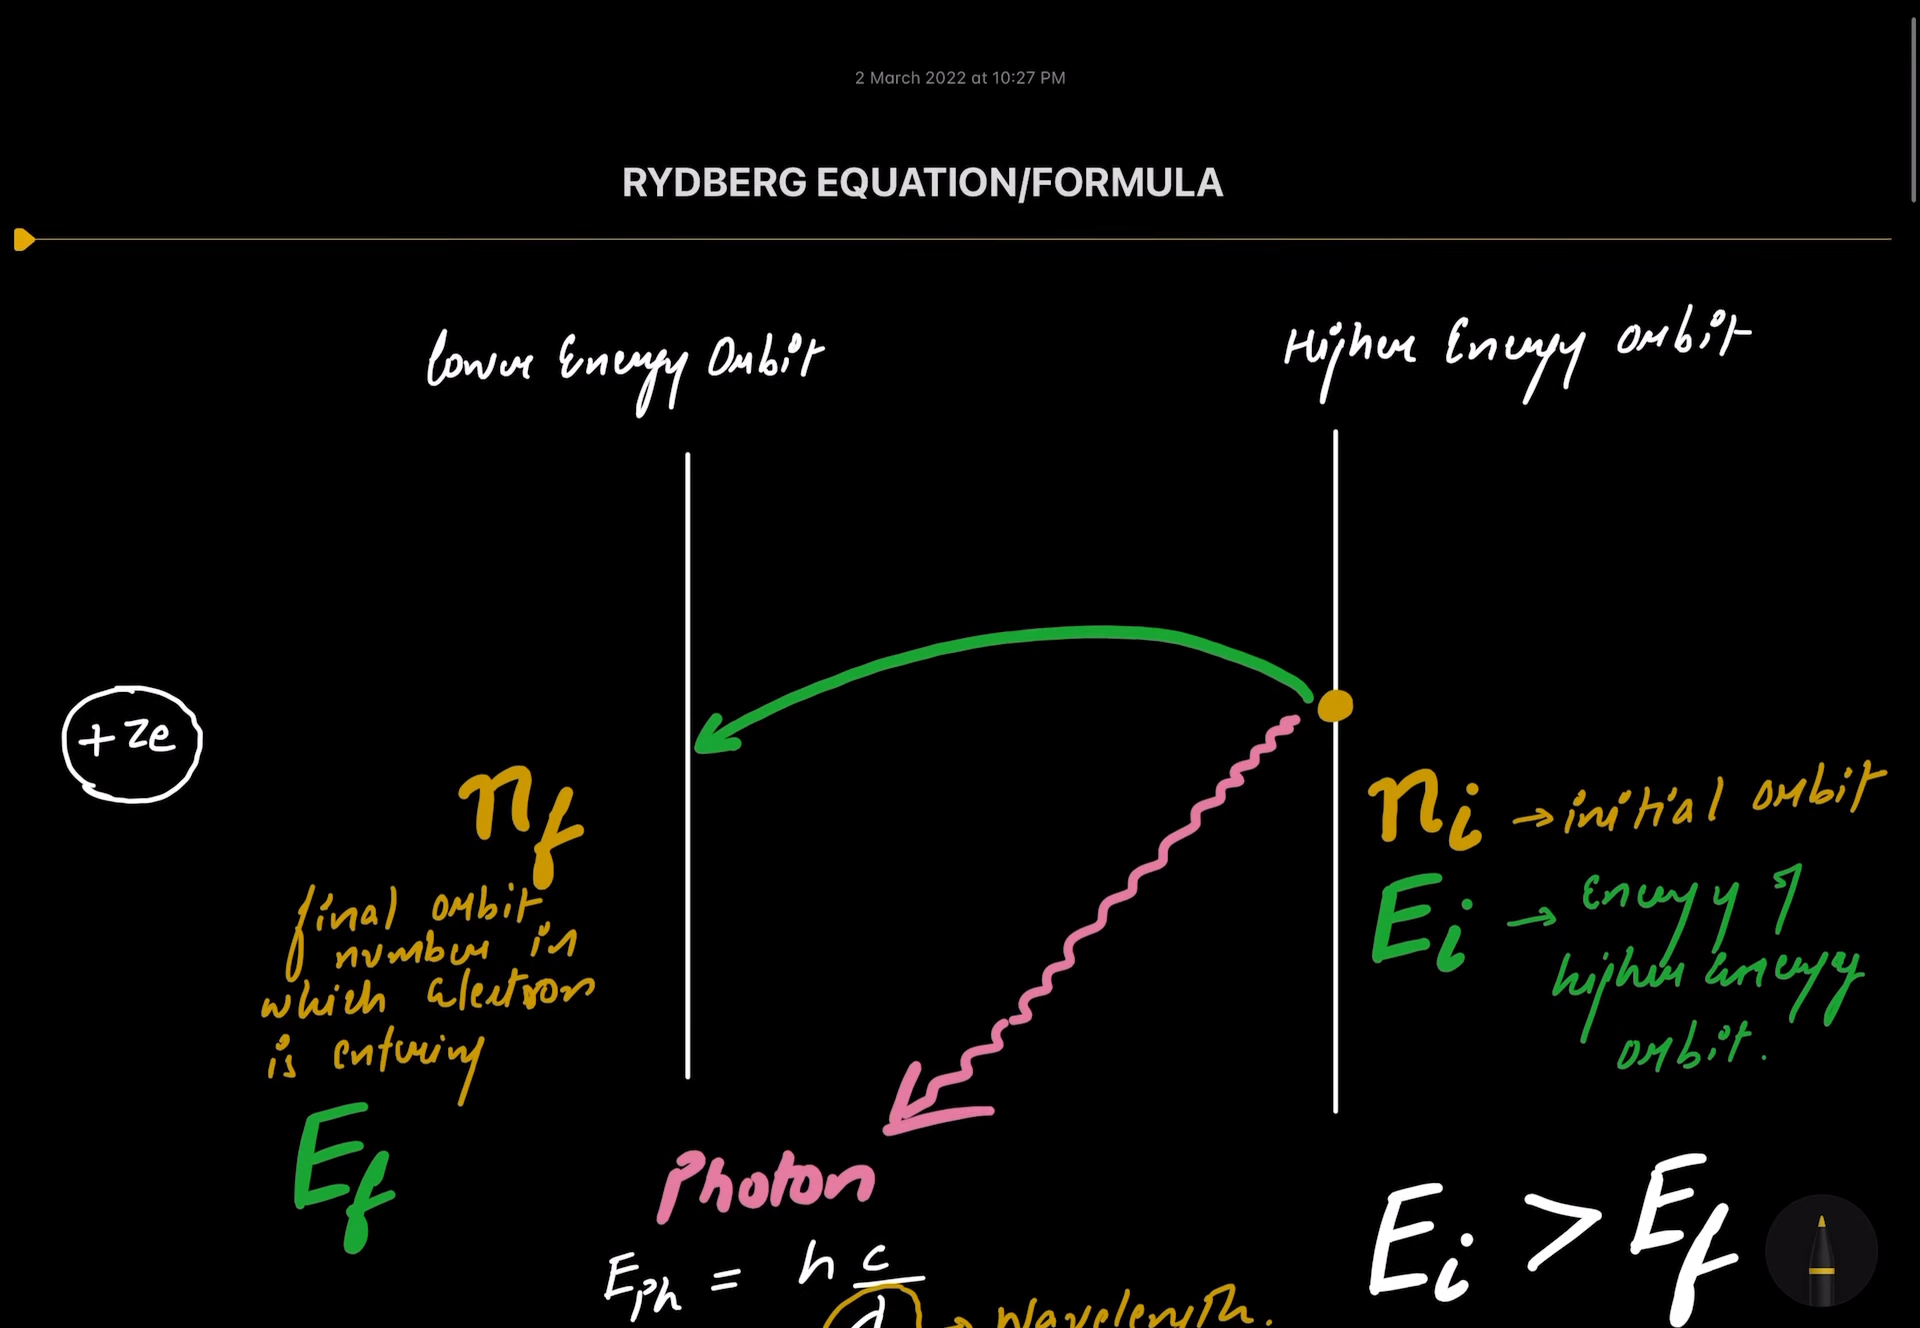 2 March 2022 at 10:27 PM
RYDBERG EQUATION/FORMULA
Lower Energy Orbit
Higher Energy Orbit
+ Ze
nf
ni → initial orbit
final orbit
number in
which electron
is entering
Ei → Energy of
higher energy
orbit.
Ef
Photon
Ei > Ef
Eph = h c
λ → Wavelength.